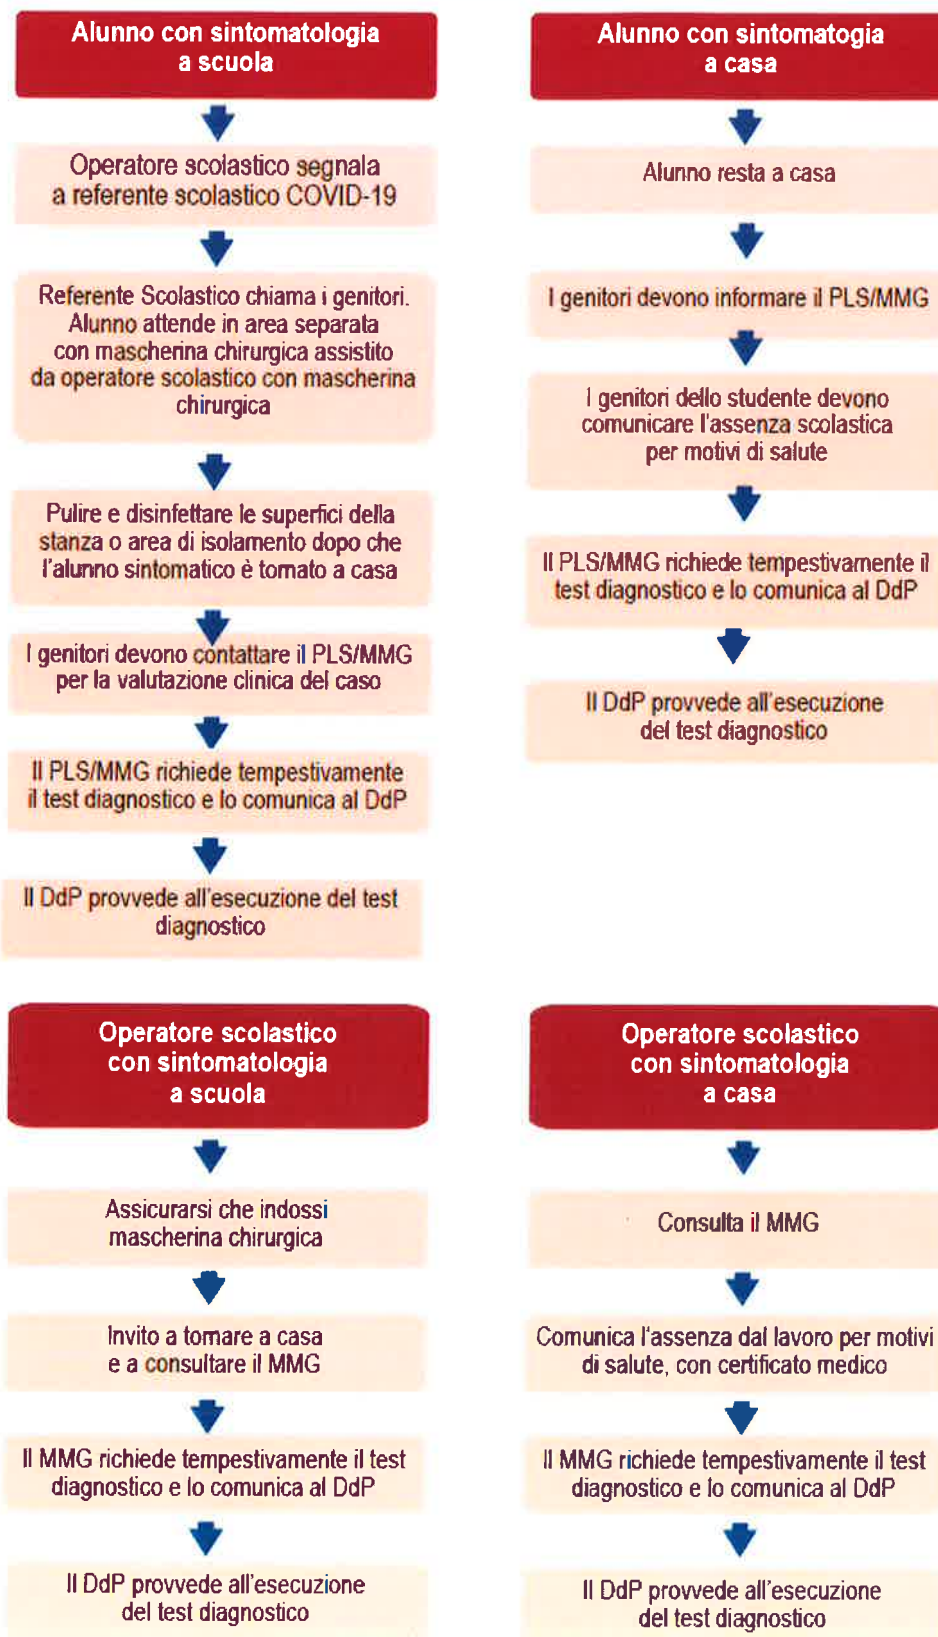 Alunno con sintomatologia
a scuola
Operatore scolastico segnala
a referente scolastico COVID-19
Referente Scolastico chiama i genitori.
Alunno attende in area separata
con mascherina chirurgica assistito
da operatore scolastico con mascherina
chirurgica
Pulire e disinfettare le superfici della
stanza o area di isolamento dopo che
l'alunno sintomatico è tornato a casa
I genitori devono contattare il PLS/MMG
per la valutazione clinica del caso
Il PLS/MMG richiede tempestivamente
il test diagnostico e lo comunica al DdP
Il DdP provvede all'esecuzione del test
diagnostico
Alunno con sintomatogia
a casa
Alunno resta a casa
I genitori devono informare il PLS/MMG
I genitori dello studente devono
comunicare l'assenza scolastica
per motivi di salute
Il PLS/MMG richiede tempestivamente il
test diagnostico e lo comunica al DdP
Il DdP provvede all'esecuzione
del test diagnostico
Operatore scolastico
con sintomatologia
a scuola
Assicurarsi che indossi
mascherina chirurgica
Invito a tornare a casa
e a consultare il MMG
Il MMG richiede tempestivamente il test
diagnostico e lo comunica al DdP
Il DdP provvede all'esecuzione
del test diagnostico
Operatore scolastico
con sintomatologia
a casa
Consulta il MMG
Comunica l'assenza dal lavoro per motivi
di salute, con certificato medico
Il MMG richiede tempestivamente il test
diagnostico e lo comunica al DdP
Il DdP provvede all'esecuzione
del test diagnostico